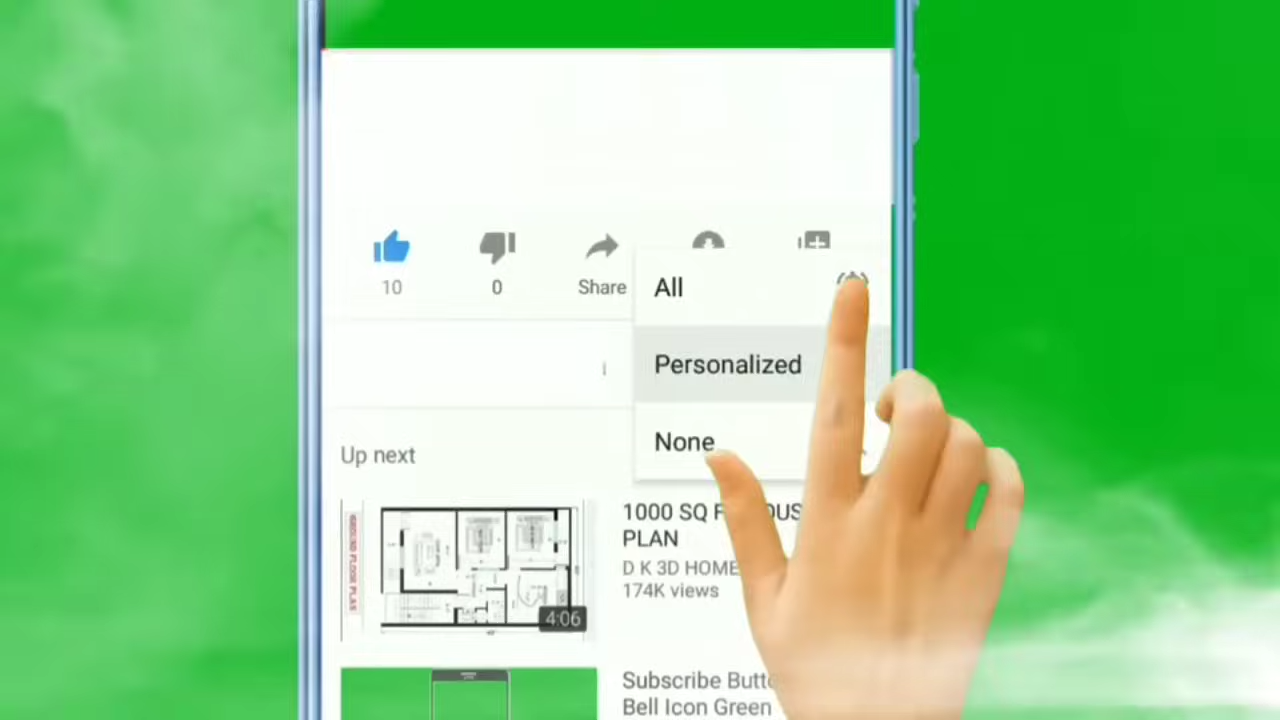 10
0
Share
All
Personalized
None
Up next
1000 SQ F
PLAN
D K 3D HOME
174K views
4:06
Subscribe
Bell Icon Green